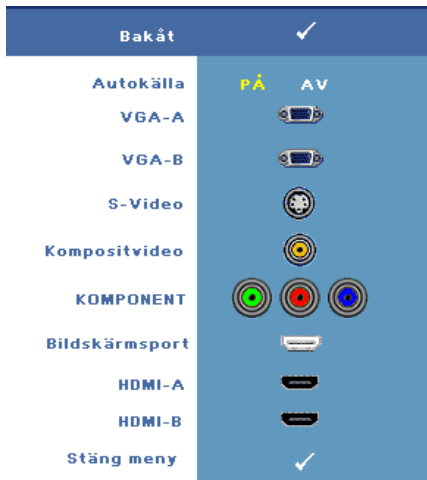 Bakåt
Autokälla PÅ AV
VGA-A
VGA-B
S-Video
Kompositvideo
KOMPONENT
Bildskärmsport
HDMI-A
HDMI-B
Stäng meny